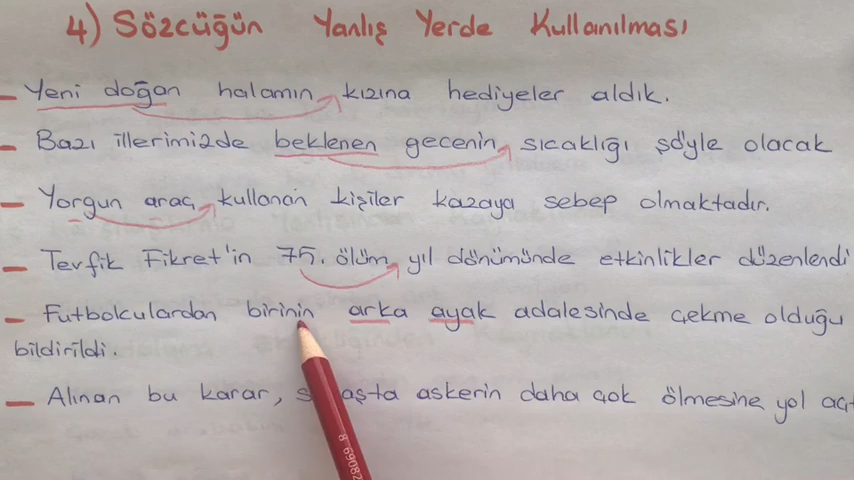 4) Sözcüğün Yanlış Yerde Kullanılması
– Yeni doğan halamın kızına hediyeler aldık.
– Bazı illerimizde beklenen gecenin sıcaklığı şöyle olacak
– Yorgun araç kullanan kişiler kazaya sebep olmaktadır.
– Tevfik Fikret'in 75. ölüm yıl dönümünde etkinlikler düzenlendi
– Futbolculardan birinin arka ayak adalesinde çekme olduğu
bildirildi.
– Alınan bu karar, askerin daha çok ölmesine yol
8 69082